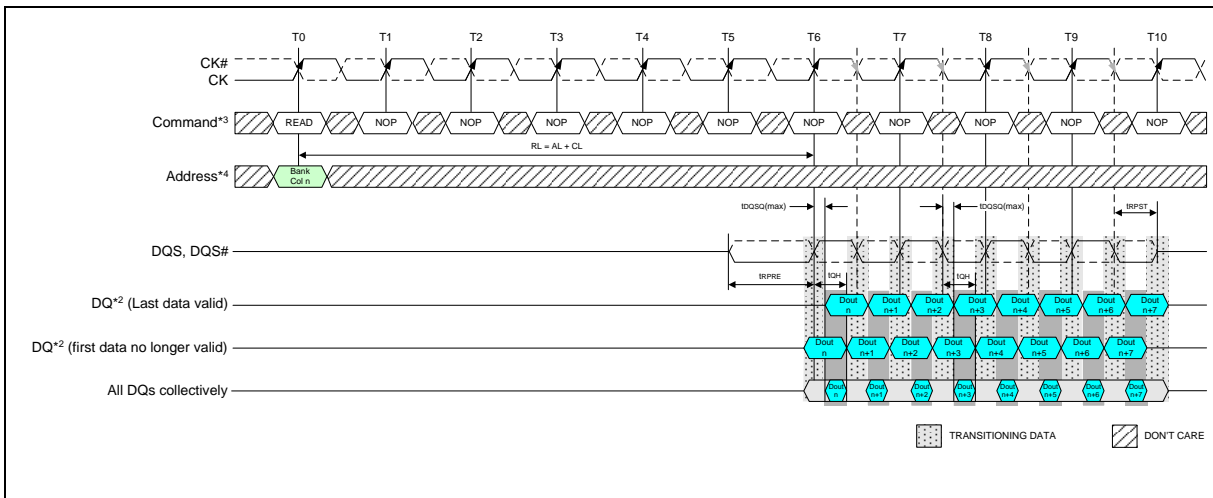 T0 T1 T2 T3 T4 T5 T6 T7 T8 T9 T10
CK#
CK
Command*3 READ NOP NOP NOP NOP NOP NOP NOP NOP NOP NOP
RL = AL + CL
Address*4 Bank
Col n
tDQSQ(max) tDQSQ(max) tRPST
DQS, DQS#
tRPRE tQH tQH
DQ*2 (Last data valid) Dout Dout Dout Dout Dout Dout Dout Dout
n n+1 n+2 n+3 n+4 n+5 n+6 n+7
DQ*2 (first data no longer valid) Dout Dout Dout Dout Dout Dout Dout Dout
n n+1 n+2 n+3 n+4 n+5 n+6 n+7
All DQs collectively Dout Dout Dout Dout Dout Dout Dout Dout
n n+1 n+2 n+3 n+4 n+5 n+6 n+7
TRANSITIONING DATA DON'T CARE